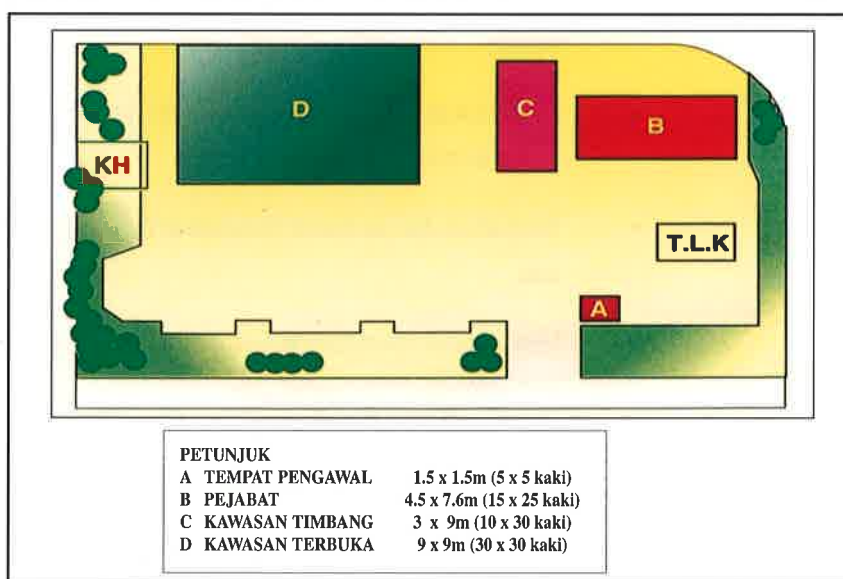 D
C
B
KH
T.L.K
A
PETUNJUK
A TEMPAT PENGAWAL 1.5 x 1.5m (5 x 5 kaki)
B PEJABAT 4.5 x 7.6m (15 x 25 kaki)
C KAWASAN TIMBANG 3 x 9m (10 x 30 kaki)
D KAWASAN TERBUKA 9 x 9m (30 x 30 kaki)